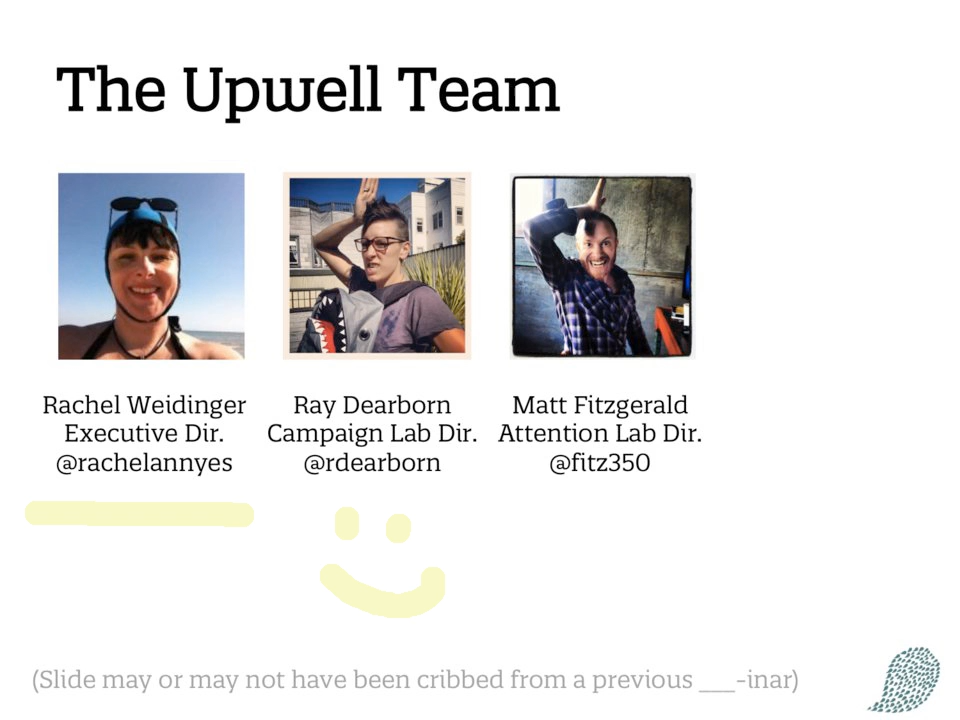 The Upwell Team
Rachel Weidinger
Executive Dir.
@rachelannyes
Ray Dearborn
Campaign Lab Dir.
@rdearborn
Matt Fitzgerald
Attention Lab Dir.
@fitz350
(Slide may or may not have been cribbed from a previous ___-inar)